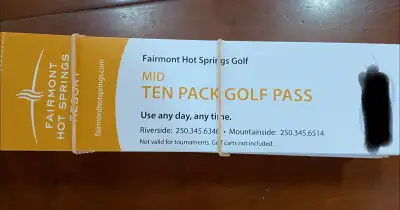 FAIRMONT
HOT SPRINGS
RESORT
fairmonthotsprings.com
Fairmont Hot Springs Golf
MID
TEN PACK GOLF PASS
Use any day, any time.
Riverside: 250.345.6346 • Mountainside: 250.345.6514
Not valid for tournaments. Golf carts not included.